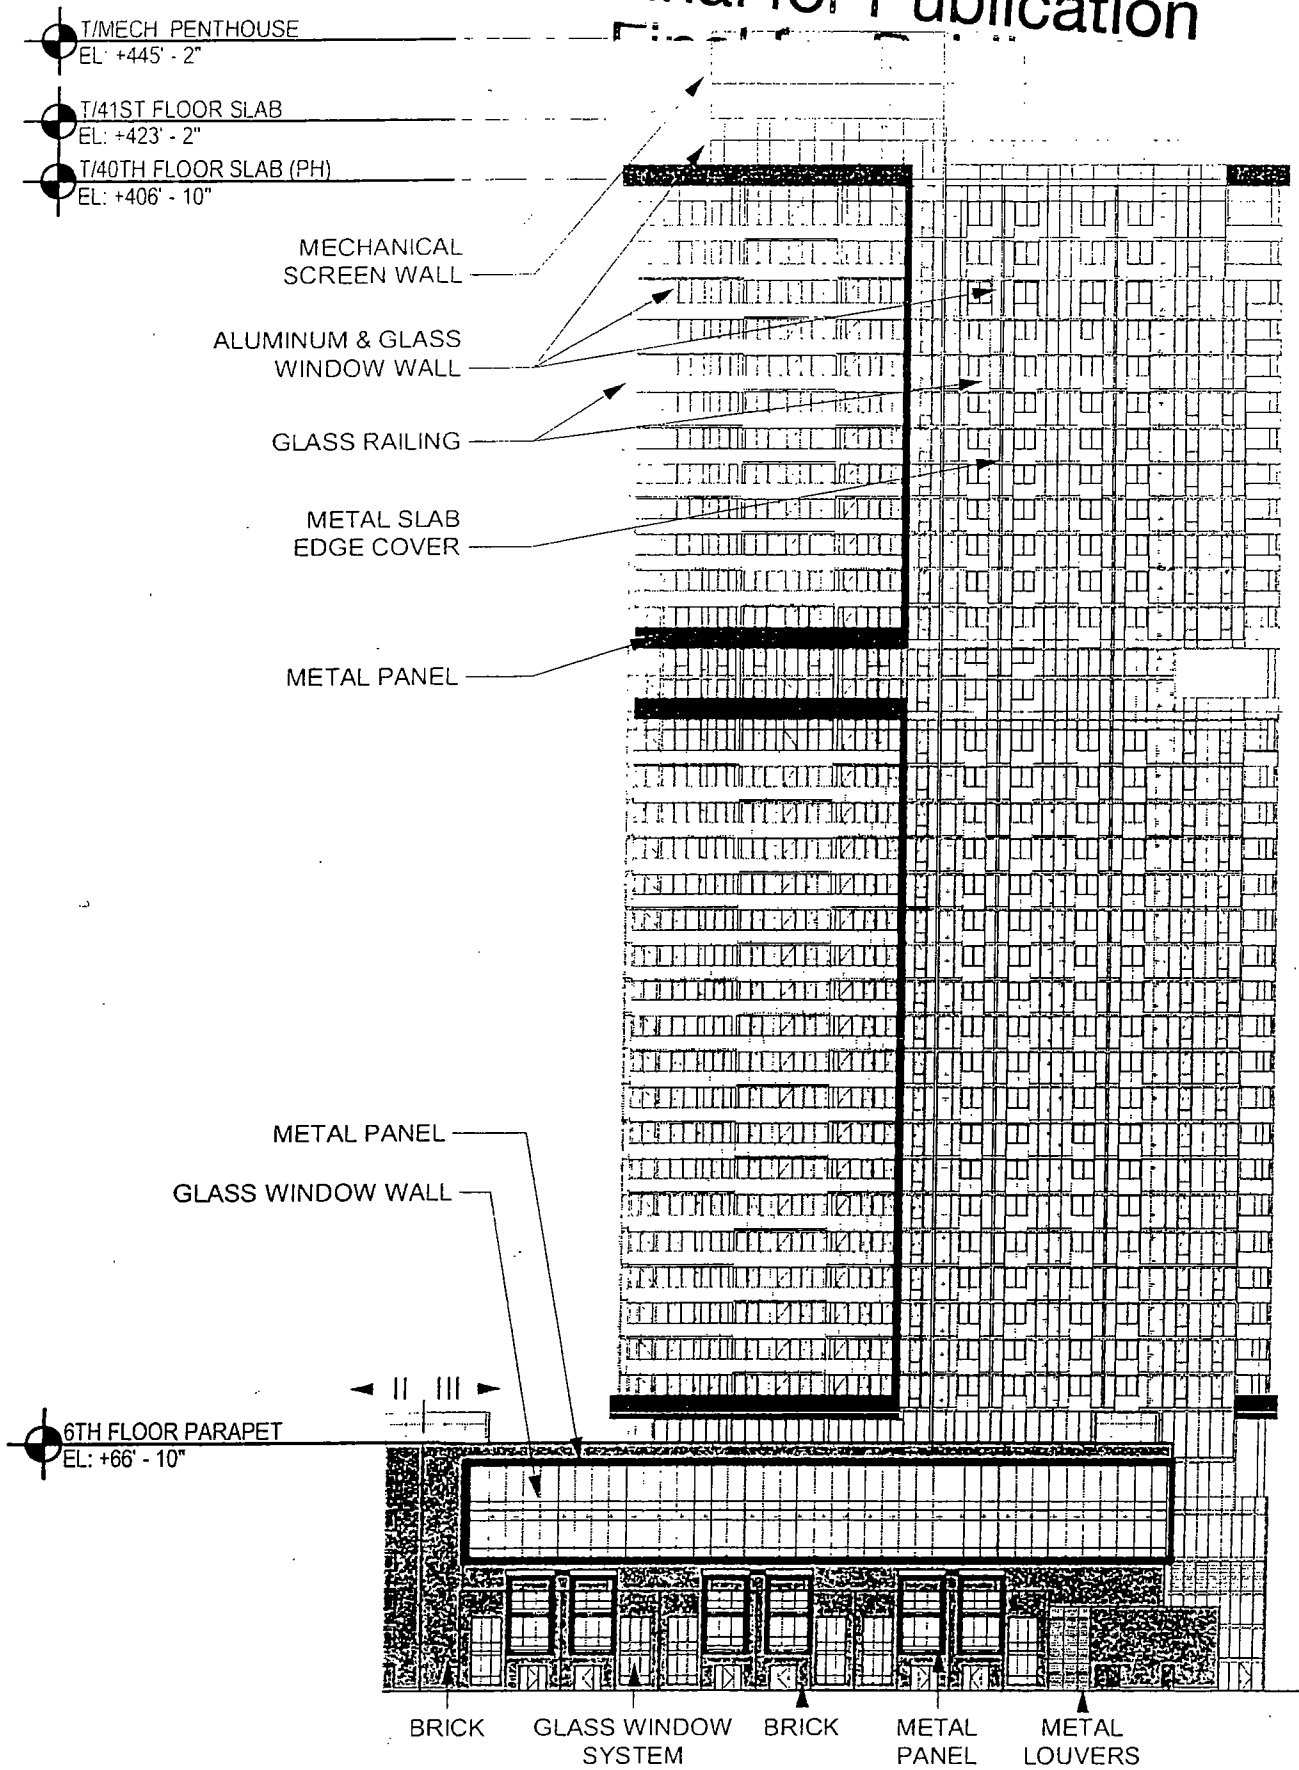 for Publication
T/MECH PENTHOUSE
EL: +445' - 2"
T/41ST FLOOR SLAB
EL: +423' - 2"
T/40TH FLOOR SLAB (PH)
EL: +406' - 10"
MECHANICAL
SCREEN WALL
ALUMINUM & GLASS
WINDOW WALL
GLASS RAILING
METAL SLAB
EDGE COVER
METAL PANEL
METAL PANEL
GLASS WINDOW WALL
II III
6TH FLOOR PARAPET
EL: +66' - 10"
BRICK
GLASS WINDOW
SYSTEM
BRICK
METAL
PANEL
METAL
LOUVERS